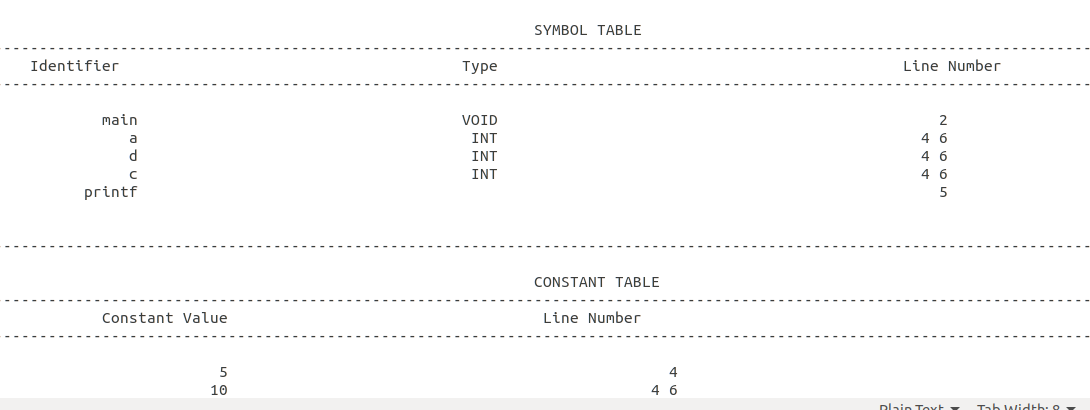 SYMBOL TABLE
Identifier Type Line Number
main VOID 2
a INT 4 6
d INT 4 6
c INT 4 6
printf 5
CONSTANT TABLE
Constant Value Line Number
5 4
10 4 6
Plain Text Tab Width: 8